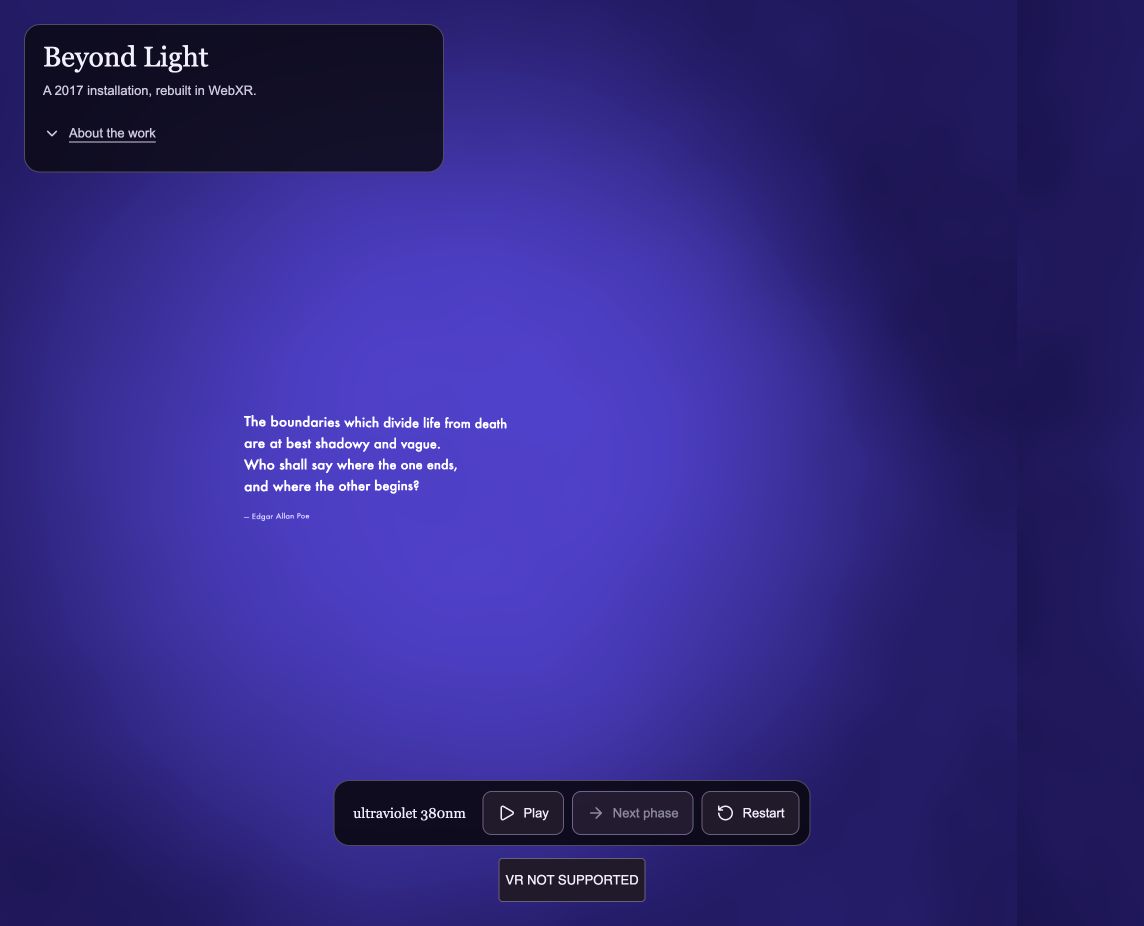 Beyond Light
A 2017 installation, rebuilt in WebXR.
About the work
The boundaries which divide life from death
are at best shadowy and vague.
Who shall say where the one ends,
and where the other begins?
— Edgar Allan Poe
ultraviolet 380nm Play Next phase Restart
VR NOT SUPPORTED